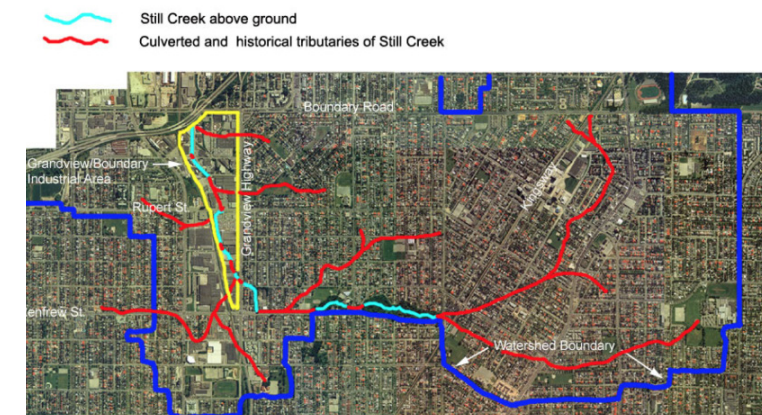 Still Creek above ground
Culverted and historical tributaries of Still Creek
Boundary Road
Grandview/Boundary
Industrial Area
Grandview Highway
Kingsway
Rupert St.
enfrew St.
Watershed Boundary